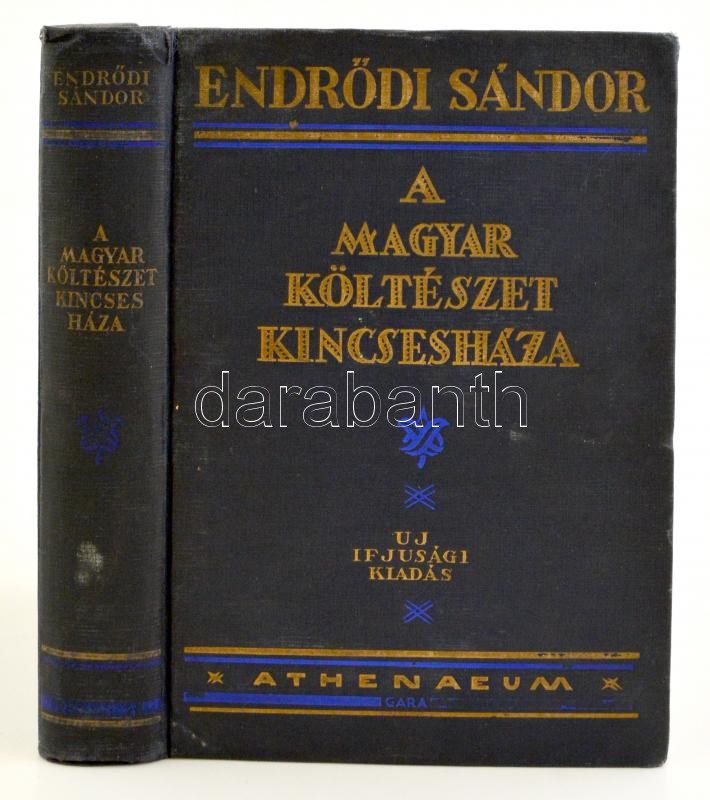 ENDRŐDI
SÁNDOR
A
MAGYAR
KÖLTÉSZET
KINCSES
HÁZA
ENDRŐDI SÁNDOR
A
MAGYAR
KÖLTÉSZET
KINCSESHÁZA
darabanth
UJ
IFJUSÁGI
KIADÁS
ATHENAEUM
GARA